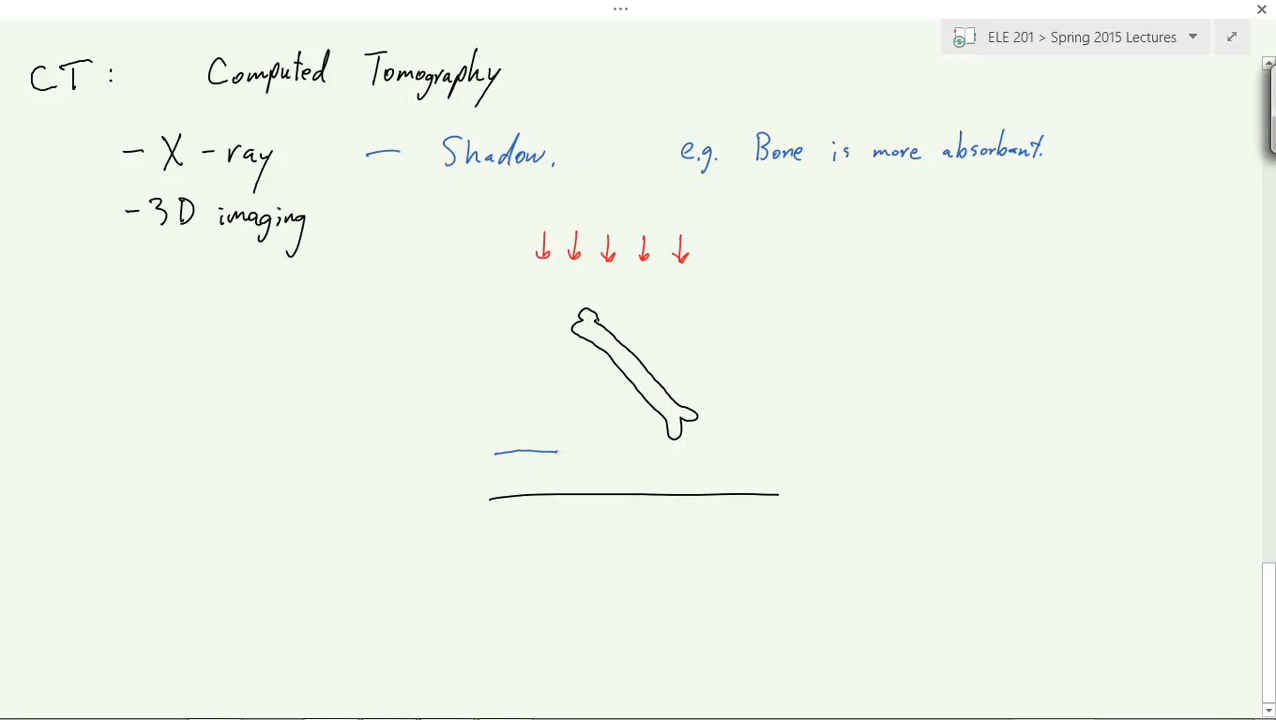 ELE 201 > Spring 2015 Lectures
CT: Computed Tomography
- X-ray — Shadow. e.g. Bone is more absorbant.
- 3D imaging